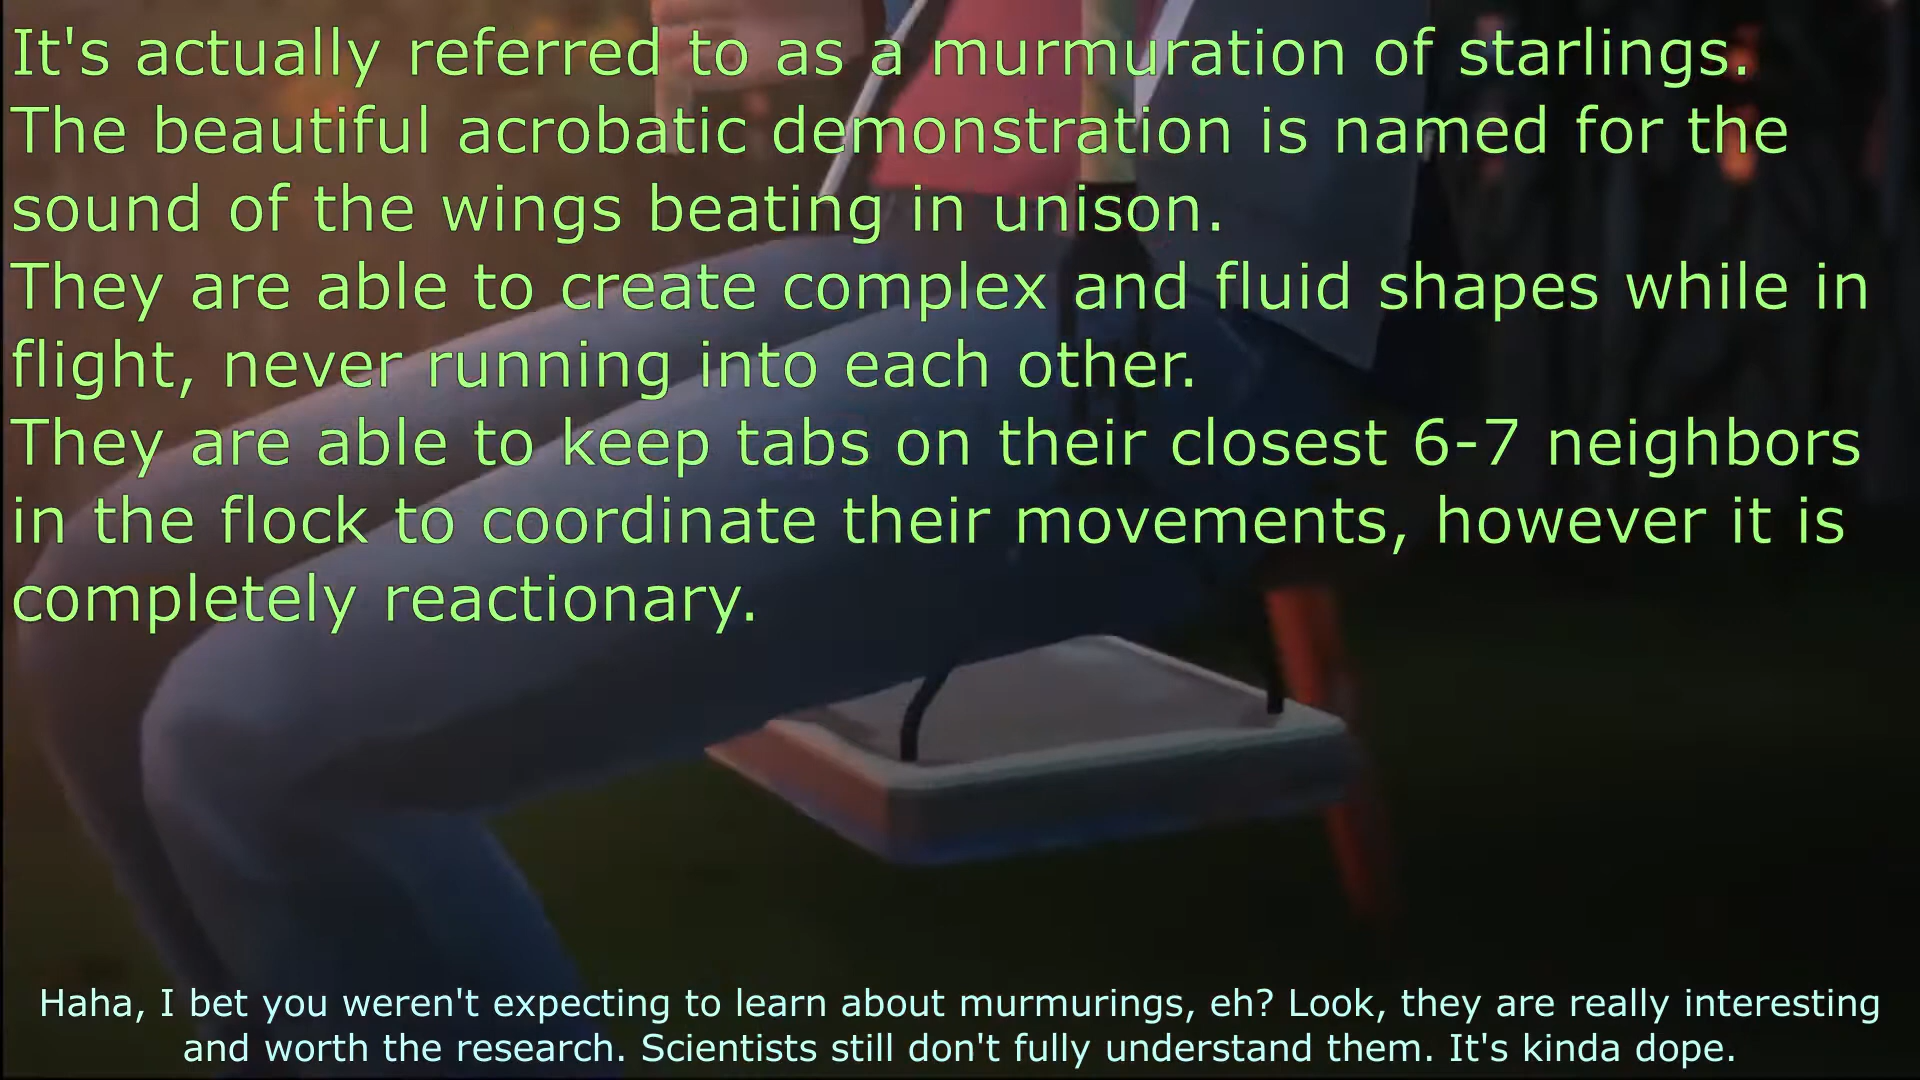 It's actually referred to as a murmuration of starlings.
The beautiful acrobatic demonstration is named for the
sound of the wings beating in unison.
They are able to create complex and fluid shapes while in
flight, never running into each other.
They are able to keep tabs on their closest 6-7 neighbors
in the flock to coordinate their movements, however it is
completely reactionary.
Haha, I bet you weren't expecting to learn about murmurings, eh? Look, they are really interesting
and worth the research. Scientists still don't fully understand them. It's kinda dope.